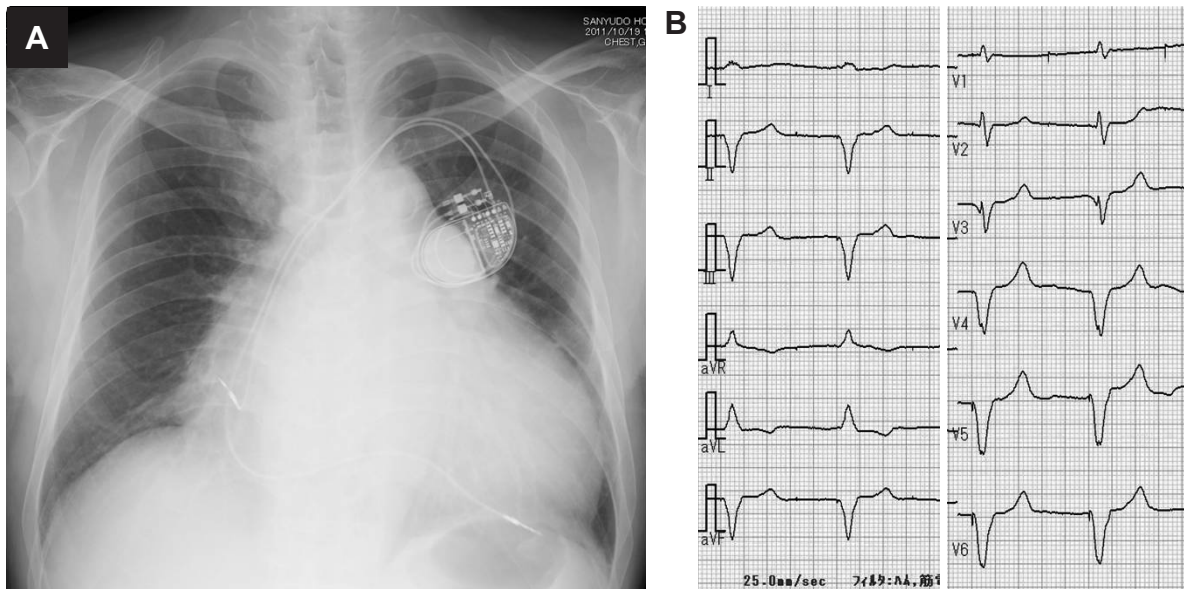 A
SANYUDO HO
2011/10/19 1
CHEST,G
B
I
II
III
aVR
aVL
aVF
V1
V2
V3
V4
V5
V6
25.0mm/sec フィルタ:ハム,筋